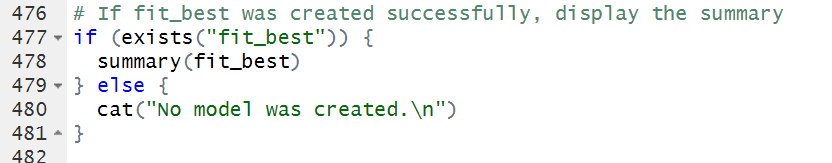 476 # If fit_best was created successfully, display the summary
477 if (exists("fit_best")) {
478   summary(fit_best)
479 } else {
480   cat("No model was created.\n")
481 }
482